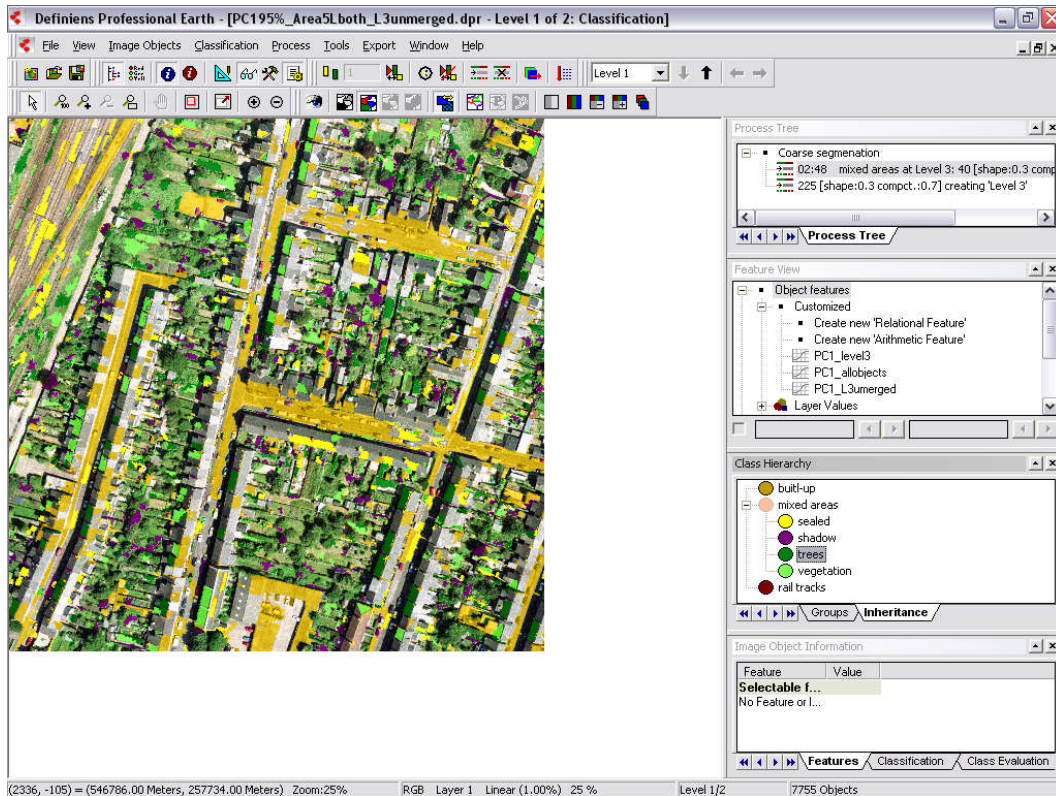 Definiens Professional Earth - [PC195%_Area5Lboth_L3unmerged.dpr - Level 1 of 2: Classification]
File View Image Objects Classification Process Tools Export Window Help
1
Level 1
100
Process Tree
Coarse segmenation
02:48 mixed areas at Level 3: 40 [shape:0.3 comp
225 [shape:0.3 compct.:0.7] creating 'Level 3'
Process Tree
Feature View
Object features
Customized
Create new 'Relational Feature'
Create new 'Arithmetic Feature'
PC1_level3
PC1_allobjects
PC1_L3umerged
Layer Values
Class Hierarchy
buitl-up
mixed areas
sealed
shadow
trees
vegetation
rail tracks
Groups Inheritance
Image Object Information
Feature Value
Selectable f...
No Feature or I...
Features Classification Class Evaluation
(2336, -105) = (546786.00 Meters, 257734.00 Meters) Zoom:25% RGB Layer 1 Linear (1.00%) 25 % Level 1/2 7755 Objects